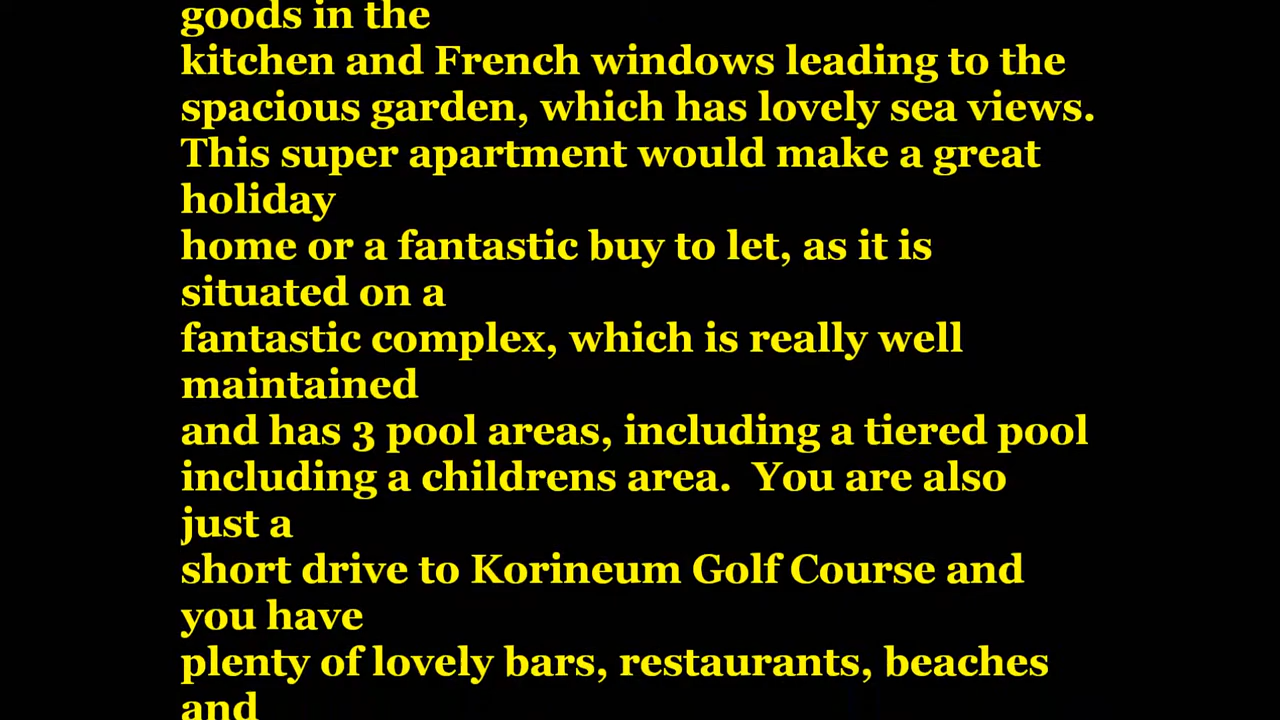 goods in the
kitchen and French windows leading to the
spacious garden, which has lovely sea views.
This super apartment would make a great
holiday
home or a fantastic buy to let, as it is
situated on a
fantastic complex, which is really well
maintained
and has 3 pool areas, including a tiered pool
including a childrens area.  You are also
just a
short drive to Korineum Golf Course and
you have
plenty of lovely bars, restaurants, beaches
and